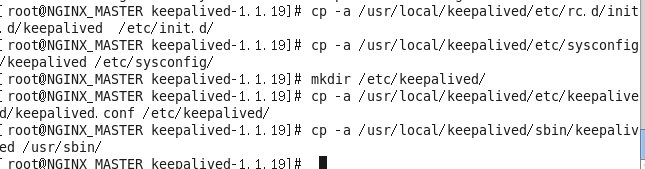 [ root@NGINX_MASTER keepalived-1.1.19]# cp -a /usr/local/keepalived/etc/rc.d/init
.d/keepalived  /etc/init.d/
[ root@NGINX_MASTER keepalived-1.1.19]# cp -a /usr/local/keepalived/etc/sysconfig
/keepalived /etc/sysconfig/
[ root@NGINX_MASTER keepalived-1.1.19]# mkdir /etc/keepalived/
[ root@NGINX_MASTER keepalived-1.1.19]# cp -a /usr/local/keepalived/etc/keepalive
d/keepalived.conf /etc/keepalived/
[ root@NGINX_MASTER keepalived-1.1.19]# cp -a /usr/local/keepalived/sbin/keepaliv
ed /usr/sbin/
[ root@NGINX_MASTER keepalived-1.1.19]#